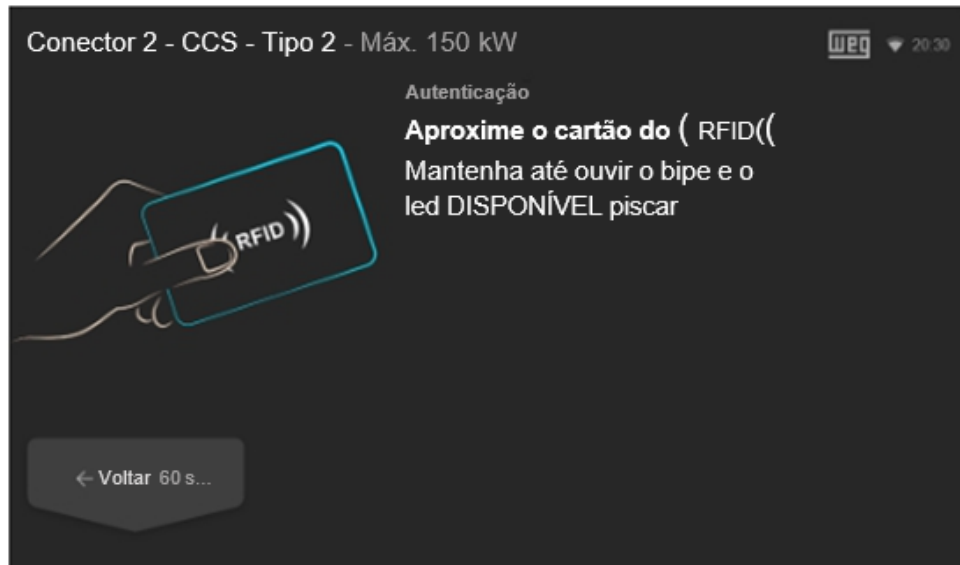 Conector 2 - CCS - Tipo 2 - Máx. 150 kW
weg 20:30
Autenticação
Aproxime o cartão do ( RFID((
Mantenha até ouvir o bipe e o
led DISPONÍVEL piscar
(( RFID ))
← Voltar 60 s...